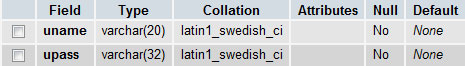 Field Type Collation Attributes Null Default
uname varchar(20) latin1_swedish_ci No None
upass varchar(32) latin1_swedish_ci No None